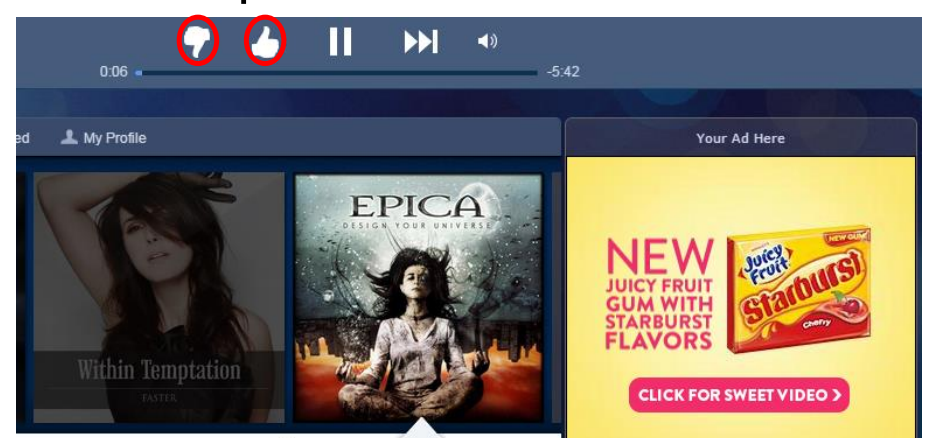 0:06
-5:42
ed
My Profile
Your Ad Here
EPICA
DESIGN YOUR UNIVERSE
Within Temptation
FASTER
NEW
JUICY FRUIT
GUM WITH
STARBURST
FLAVORS
NEW GUM
Juicy
Fruit
Starburst
Cherry
CLICK FOR SWEET VIDEO >